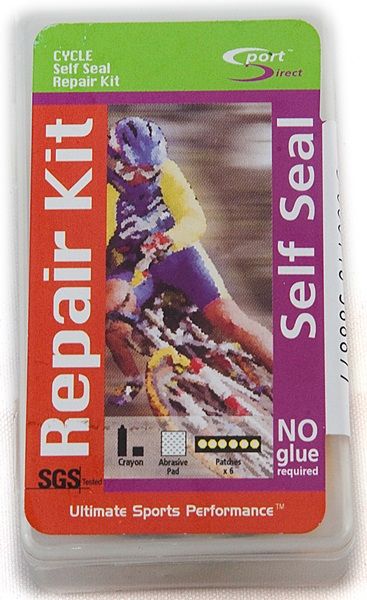 CYCLE
Self Seal
Repair Kit
Sport™
Direct
Repair Kit
Self Seal
NO
glue
required
Crayon
Abrasive
Pad
Patches
x 6
SGS Tested
Ultimate Sports Performance™